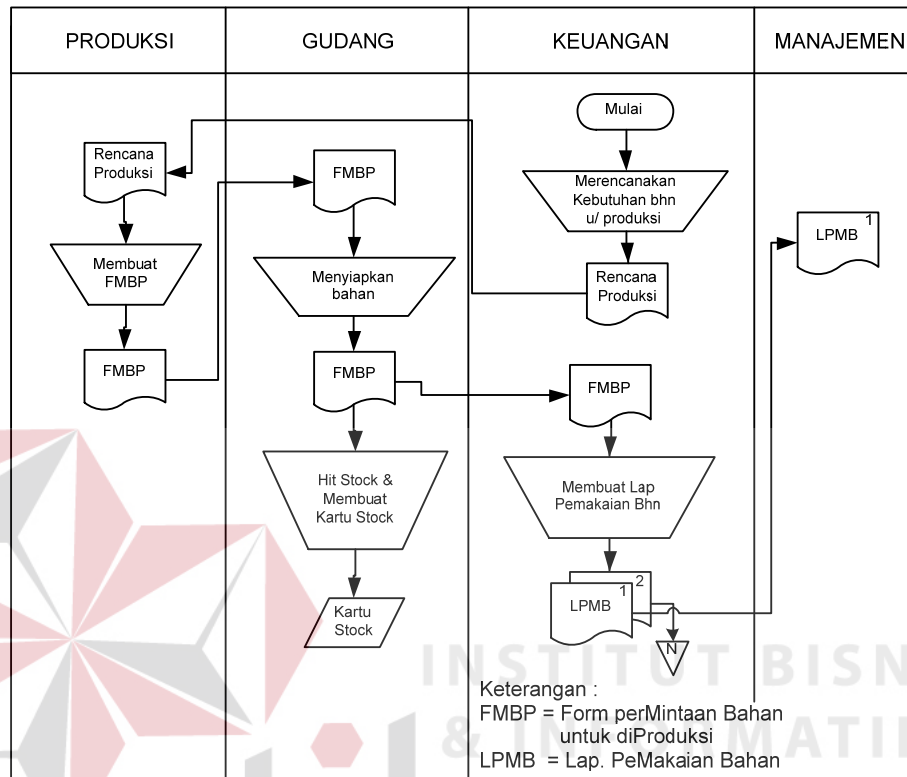 PRODUKSI
GUDANG
KEUANGAN
MANAJEMEN
Rencana
Produksi
Membuat
FMBP
FMBP
FMBP
Menyiapkan
bahan
FMBP
Hit Stock &
Membuat
Kartu Stock
Kartu
Stock
Mulai
Merencanakan
Kebutuhan bhn
u/ produksi
Rencana
Produksi
FMBP
Membuat Lap
Pemakaian Bhn
2
1
LPMB
N
1
LPMB
Keterangan :
FMBP = Form perMintaan Bahan
untuk diProduksi
LPMB = Lap. PeMakaian Bahan
INSTITUT BISN
& INFORMATI